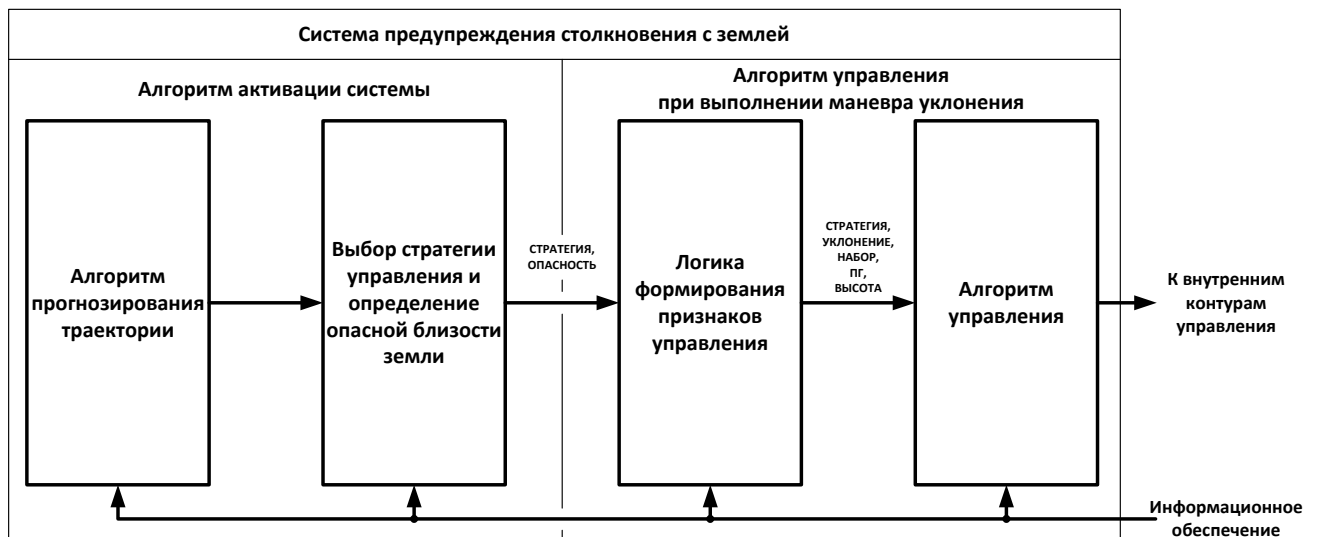 Система предупреждения столкновения с землей
Алгоритм активации системы
Алгоритм управления
при выполнении маневра уклонения
Алгоритм
прогнозирования
траектории
Выбор стратегии
управления и
определение
опасной близости
земли
СТРАТЕГИЯ,
ОПАСНОСТЬ
Логика
формирования
признаков
управления
СТРАТЕГИЯ,
УКЛОНЕНИЕ,
НАБОР,
ПГ,
ВЫСОТА
Алгоритм
управления
К внутренним
контурам
управления
Информационное
обеспечение